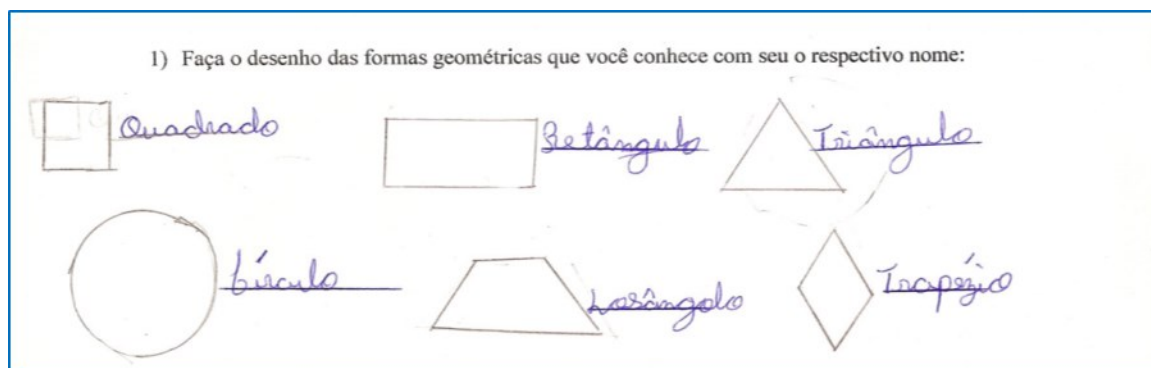 1) Faça o desenho das formas geométricas que você conhece com seu o respectivo nome:
Quadrado
Retângulo
Triângulo
Círculo
Losângolo
Trapézio